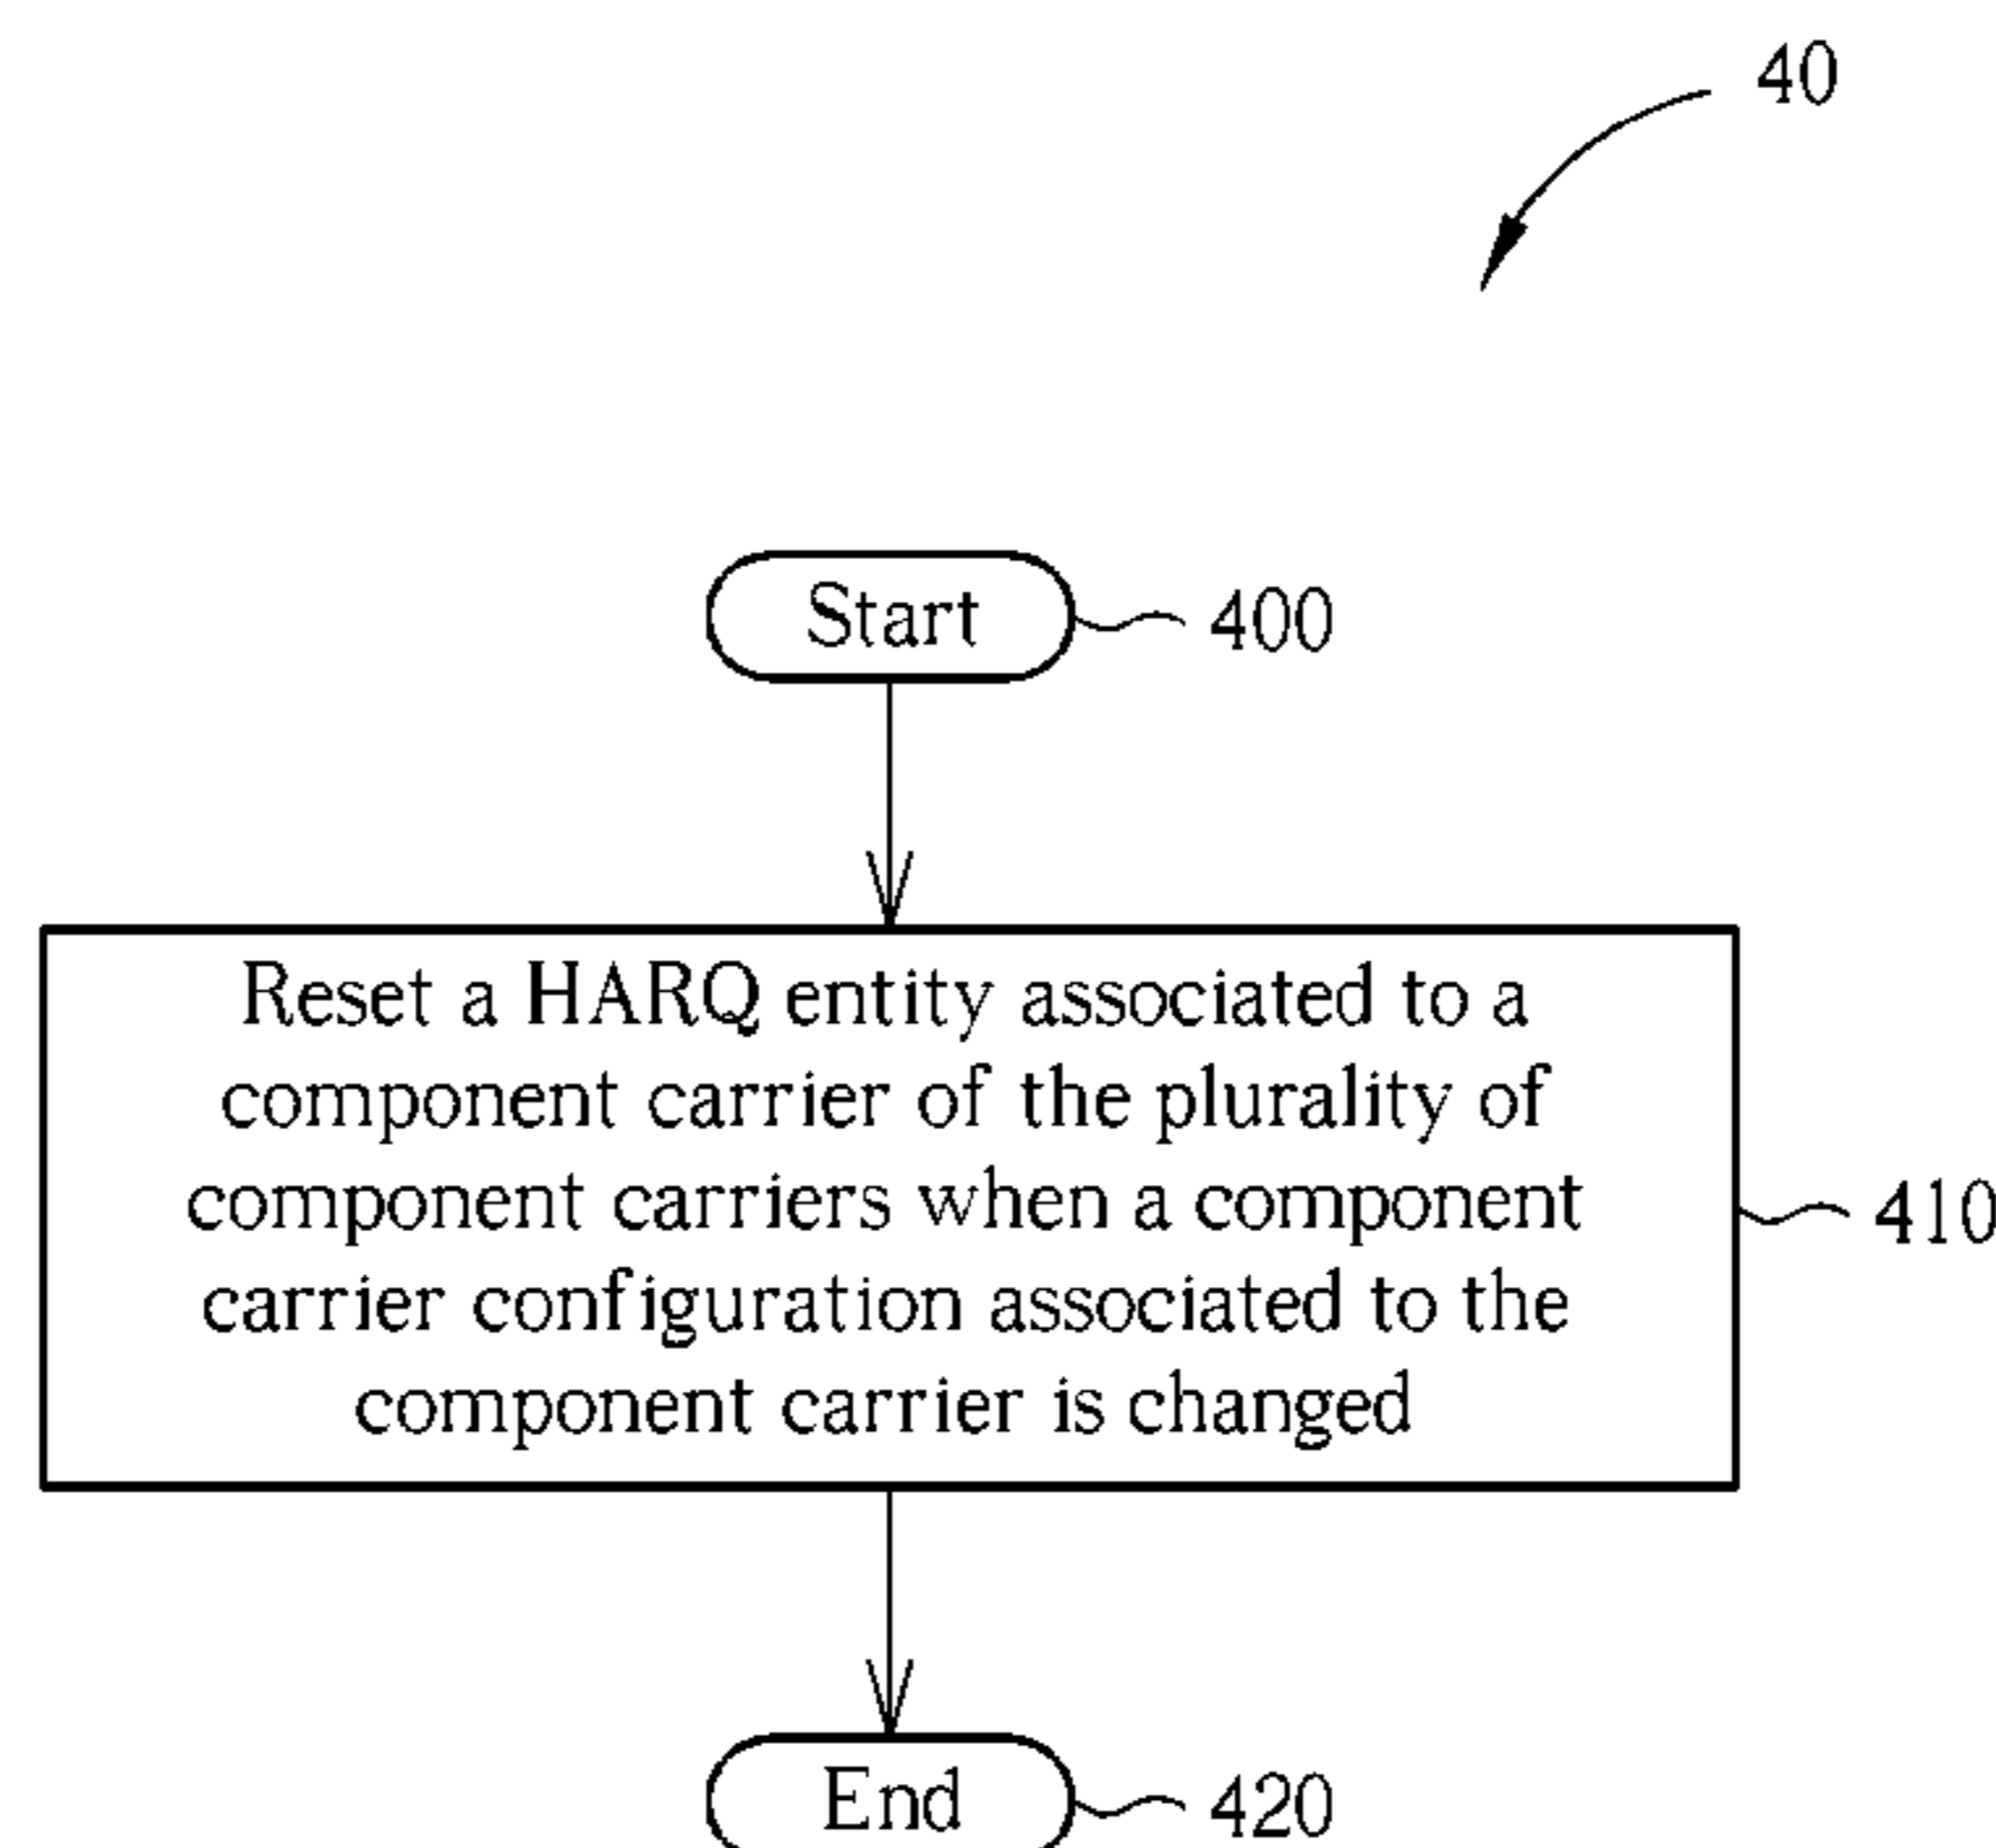 40
Start
400
Reset a HARQ entity associated to a
component carrier of the plurality of
component carriers when a component
carrier configuration associated to the
component carrier is changed
410
End
420